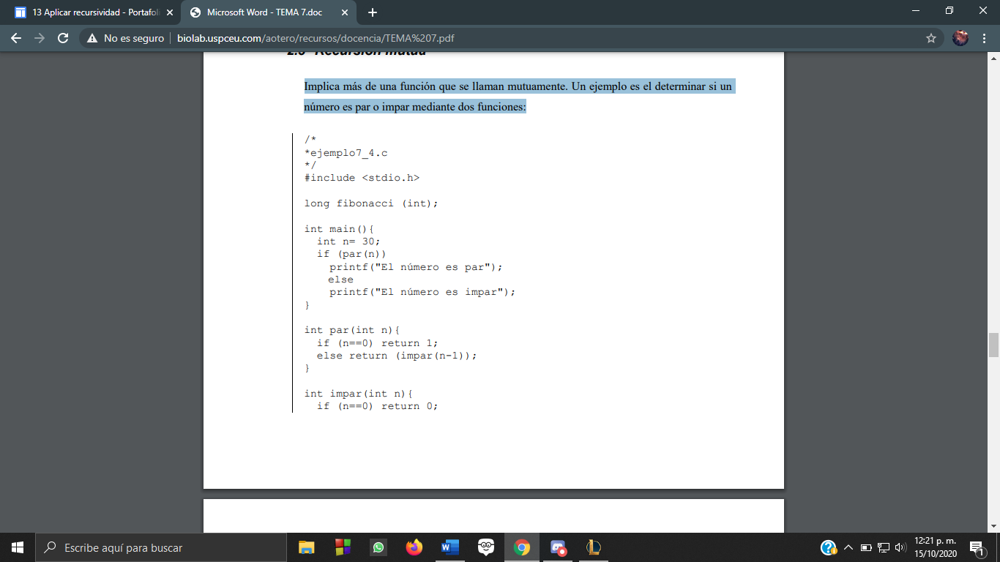 13 Aplicar recursividad - Portafoli
Microsoft Word - TEMA 7.doc
No es seguro
biolab.uspceu.com/aotero/recursos/docencia/TEMA%207.pdf
Implica más de una función que se llaman mutuamente. Un ejemplo es el determinar si un
número es par o impar mediante dos funciones:
/*
*ejemplo7_4.c
*/
#include <stdio.h>
long fibonacci (int);
int main(){
int n= 30;
if (par(n))
printf("El número es par");
else
printf("El número es impar");
}
int par(int n){
if (n==0) return 1;
else return (impar(n-1));
}
int impar(int n){
if (n==0) return 0;
Escribe aquí para buscar
12:21 p. m.
15/10/2020
1